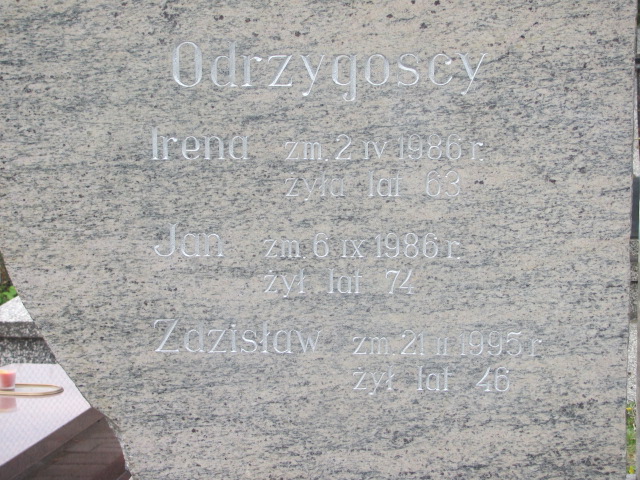 Odrzygoscy
Irena zm. 2 IV 1986 r.
żyła lat 63
Jan zm. 6 IX 1986 r.
żył lat 74
Zazisław zm. 21 II 1995 r.
żył lat 46